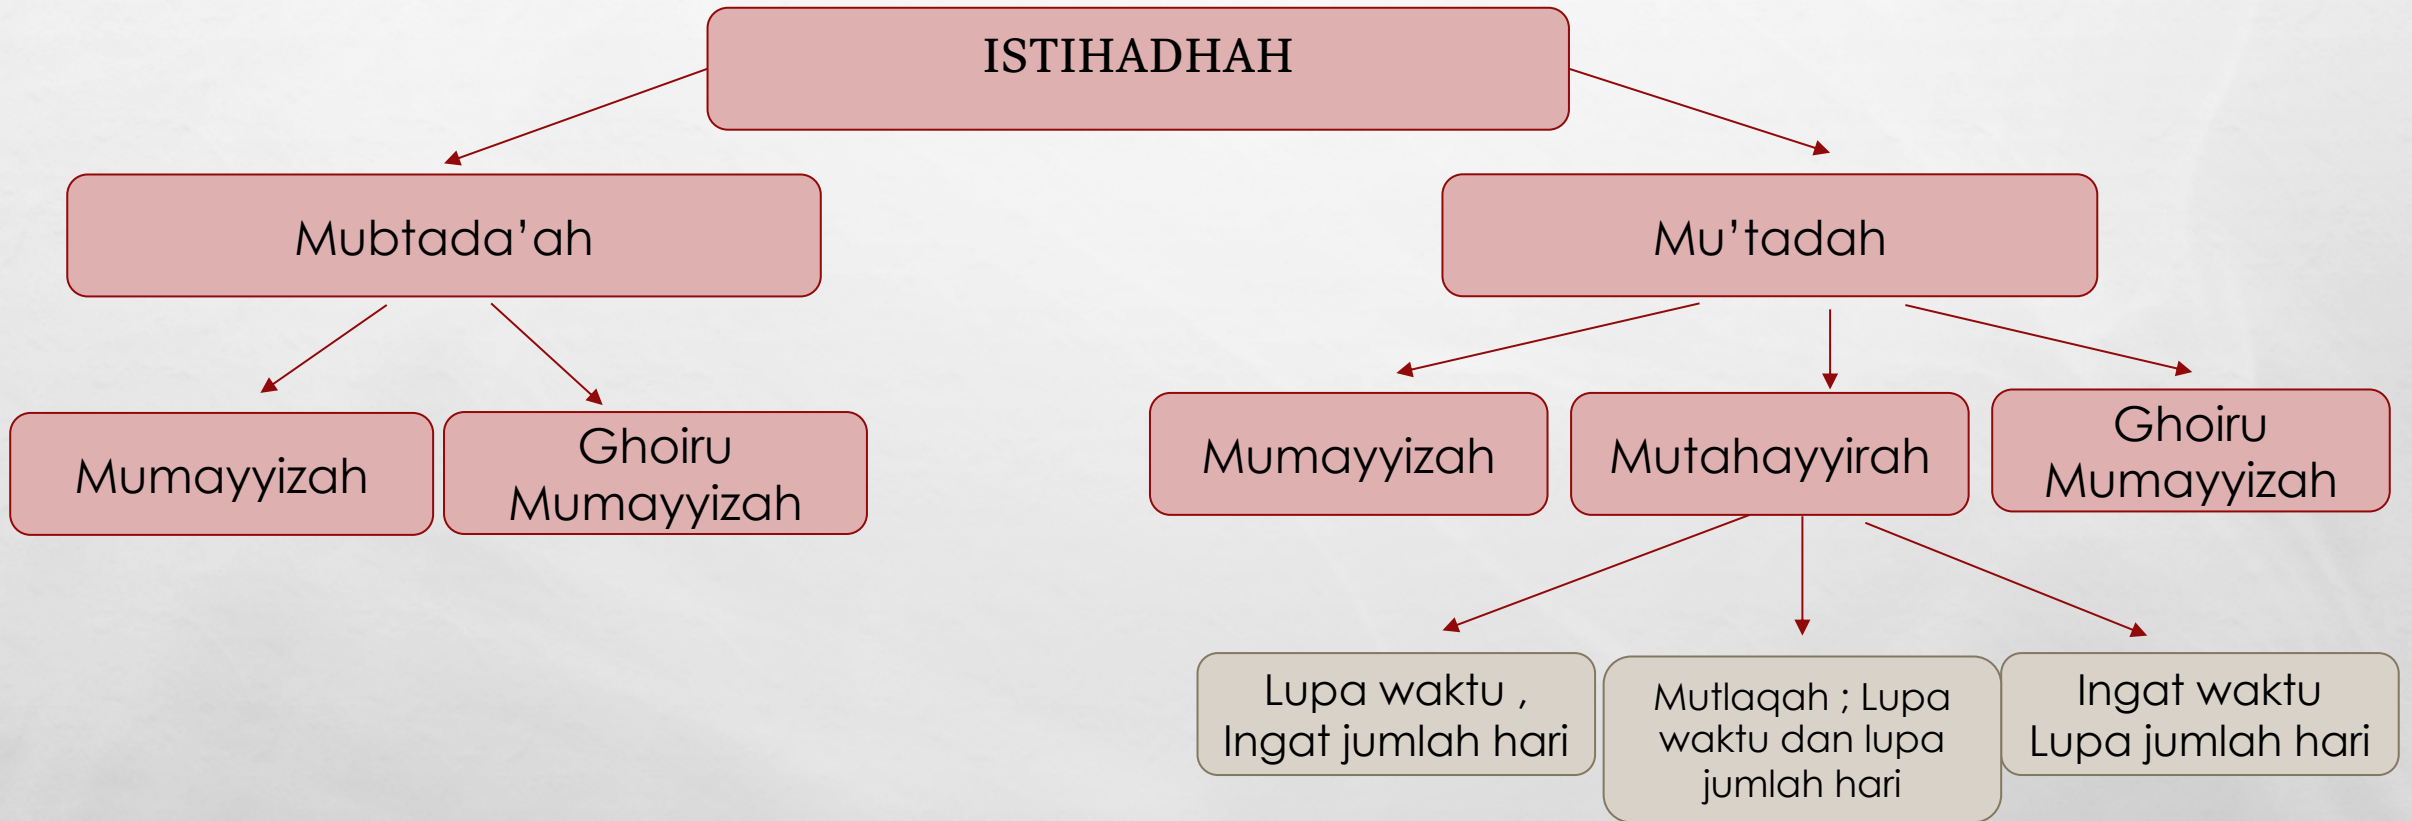 ISTIHADHAH
Mubtada’ah
Mu’tadah
Mumayyizah
Ghoiru
Mumayyizah
Mumayyizah
Mutahayyirah
Ghoiru
Mumayyizah
Lupa waktu ,
Ingat jumlah hari
Mutlaqah ; Lupa
waktu dan lupa
jumlah hari
Ingat waktu
Lupa jumlah hari